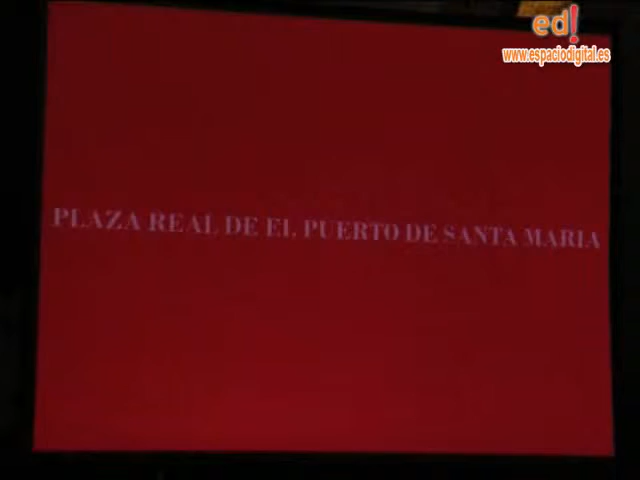 ed!
www.espaciodigital.es
PLAZA REAL DE EL PUERTO DE SANTA MARIA